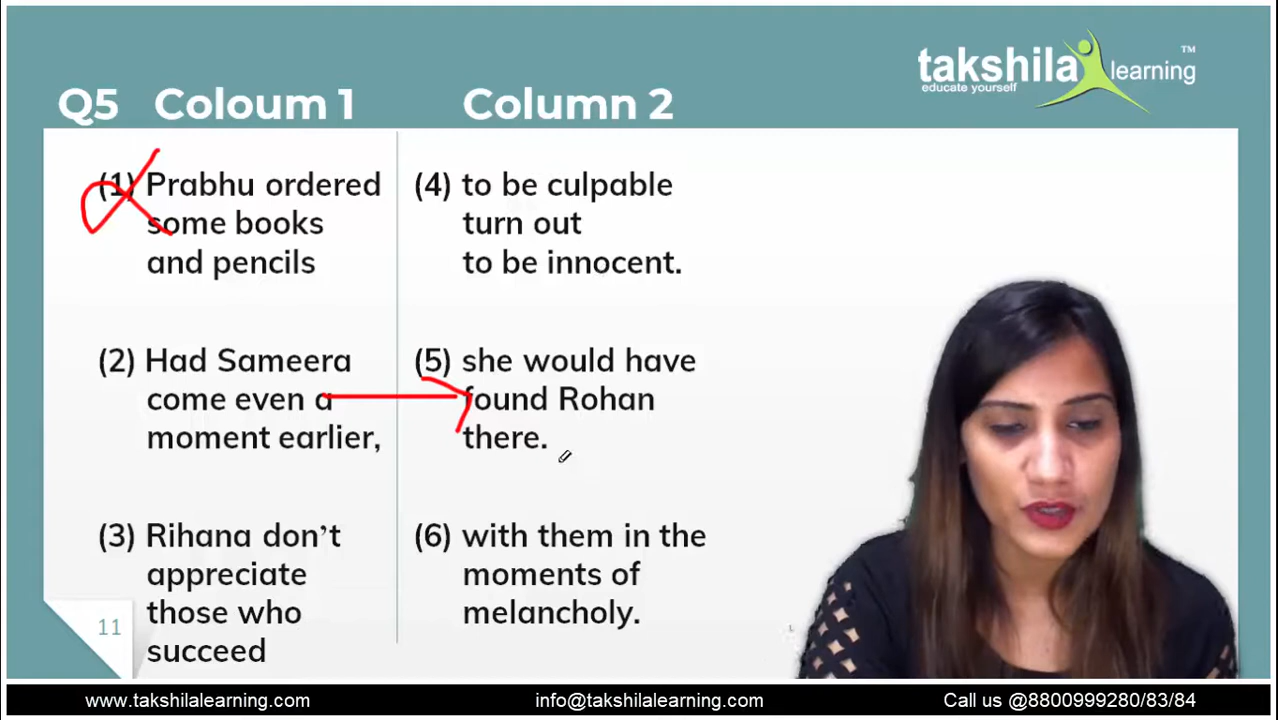 takshila learning ™
educate yourself
Q5 Coloum 1 Column 2
(1) Prabhu ordered
some books
and pencils
(4) to be culpable
turn out
to be innocent.
(2) Had Sameera
come even a
moment earlier,
(5) she would have
found Rohan
there.
(3) Rihana don’t
appreciate
those who
succeed
(6) with them in the
moments of
melancholy.
11
www.takshilalearning.com info@takshilalearning.com Call us @8800999280/83/84